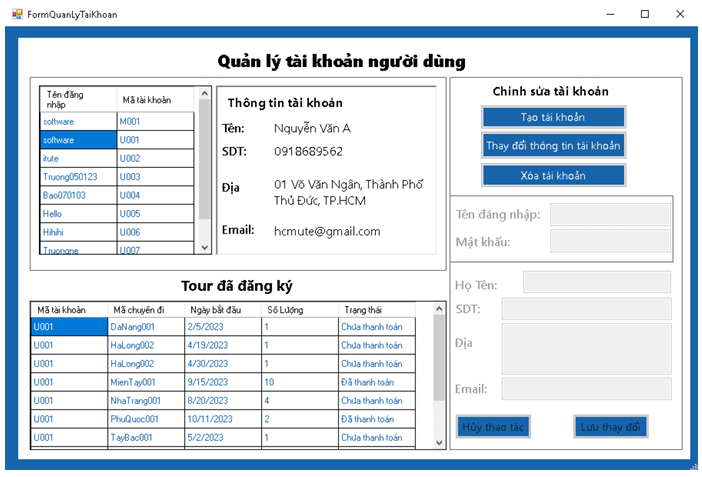 FormQuanLyTaiKhoan
Quản lý tài khoản người dùng
Tên đăng nhập Mã tài khoản
software M001
software U001
itute U002
Truong050123 U003
Bao070103 U004
Hello U005
Hihihi U006
Truongne U007
Thông tin tài khoản
Tên: Nguyễn Văn A
SDT: 0918689562
Địa 01 Võ Văn Ngân, Thành Phố
Thủ Đức, TP.HCM
Email: hcmute@gmail.com
Tour đã đăng ký
Mã tài khoản Mã chuyến đi Ngày bắt đầu Số Lượng Trạng thái
U001 DaNang001 2/5/2023 1 Chưa thanh toán
U001 HaLong002 4/19/2023 1 Chưa thanh toán
U001 HaLong002 4/30/2023 1 Chưa thanh toán
U001 MienTay001 9/15/2023 10 Đã thanh toán
U001 NhaTrang001 8/20/2023 4 Chưa thanh toán
U001 PhuQuoc001 10/11/2023 2 Đã thanh toán
U001 TayBac001 5/2/2023 1 Chưa thanh toán
Chỉnh sửa tài khoản
Tạo tài khoản
Thay đổi thông tin tài khoản
Xóa tài khoản
Tên đăng nhập:
Mật khẩu:
Họ Tên:
SDT:
Địa
Email:
Hủy thao tác Lưu thay đổi